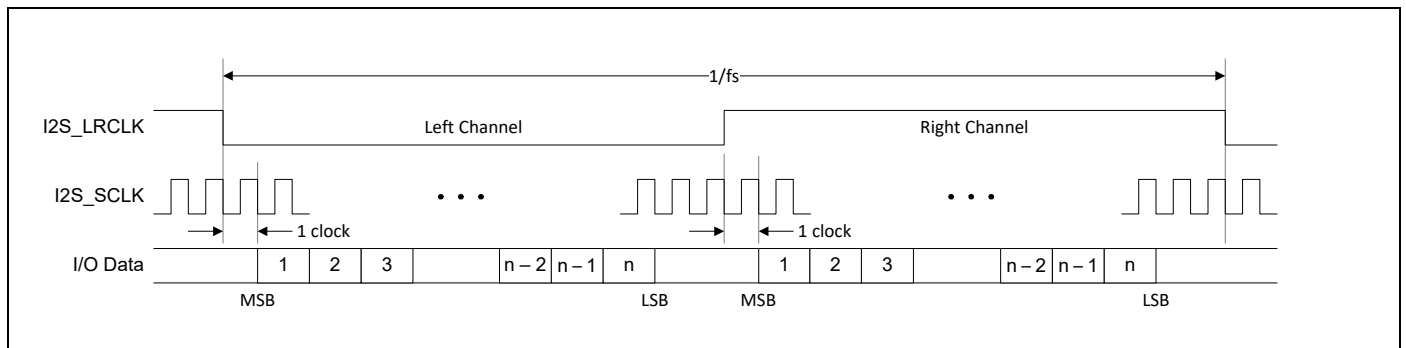 1/fs
I2S_LRCLK Left Channel Right Channel
I2S_SCLK • • • • • •
1 clock 1 clock
I/O Data 1 2 3 n – 2 n – 1 n 1 2 3 n – 2 n – 1 n
MSB LSB MSB LSB